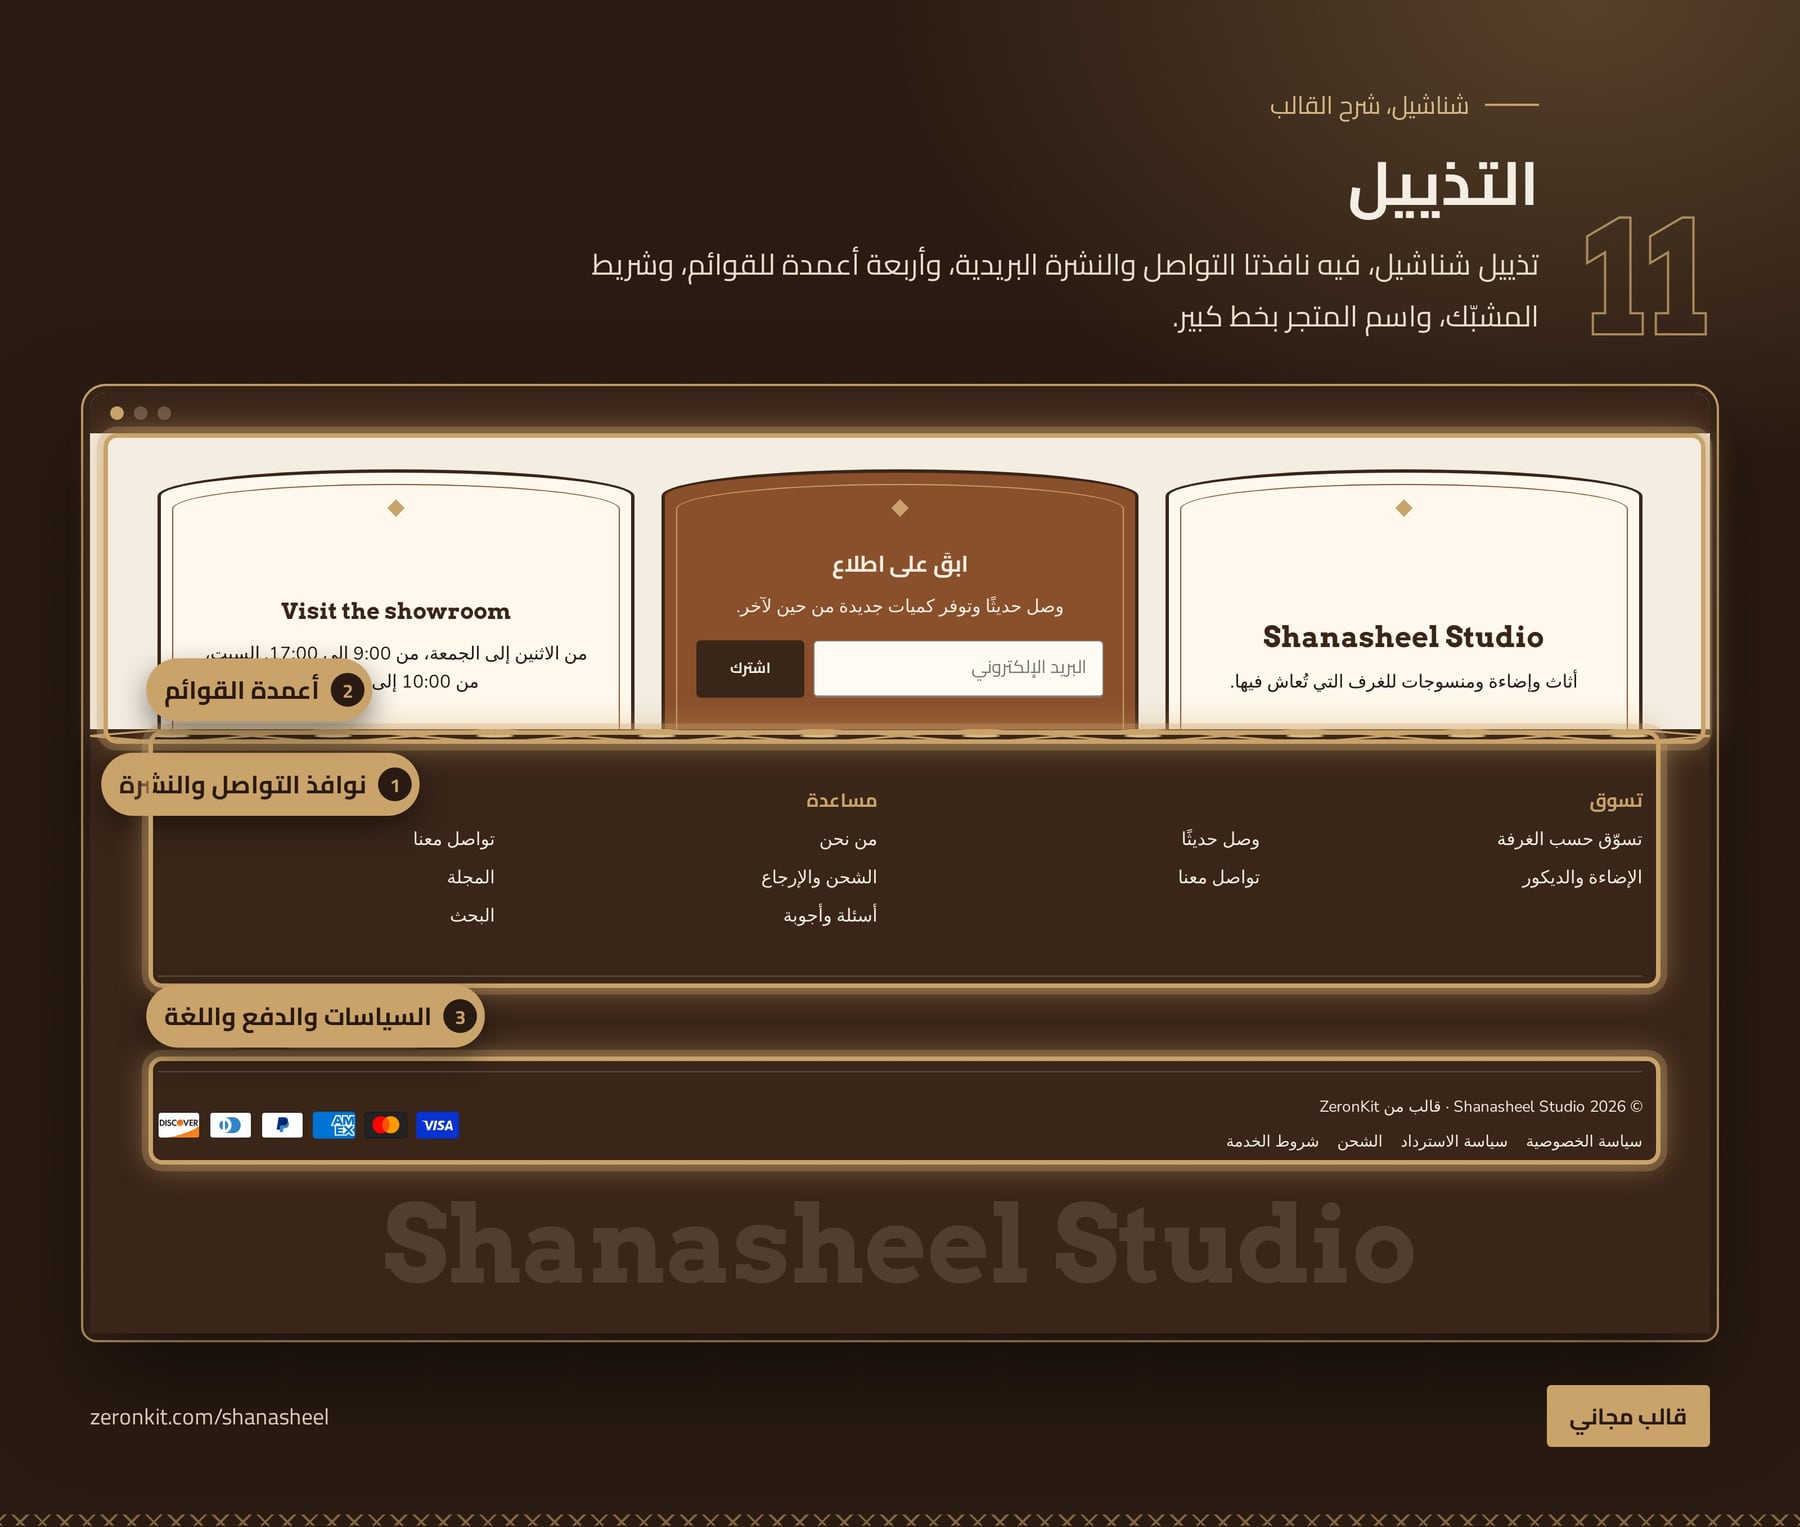 شناشيل، شرح القالب
التذييل
11
تذييل شناشيل، فيه نافذتا التواصل والنشرة البريدية، وأربعة أعمدة للقوائم، وشريط
المشبّك، واسم المتجر بخط كبير.
Shanasheel Studio
أثاث وإضاءة ومنسوجات للغرف التي تُعاش فيها.
ابقَ على اطلاع
وصل حديثًا وتوفر كميات جديدة من حين لآخر.
البريد الإلكتروني
اشترك
Visit the showroom
من الاثنين إلى الجمعة، من 9:00 إلى 17:00. السبت،
من 10:00 إلى
2 أعمدة القوائم
1 نوافذ التواصل والنشرة
تسوق
تسوّق حسب الغرفة
الإضاءة والديكور
وصل حديثًا
تواصل معنا
مساعدة
من نحن
الشحن والإرجاع
أسئلة وأجوبة
تواصل معنا
المجلة
البحث
3 السياسات والدفع واللغة
© 2026 Shanasheel Studio · قالب من ZeronKit
سياسة الخصوصية سياسة الاسترداد الشحن شروط الخدمة
VISA
AM
EX
DISCOVER
Shanasheel Studio
قالب مجاني
zeronkit.com/shanasheel